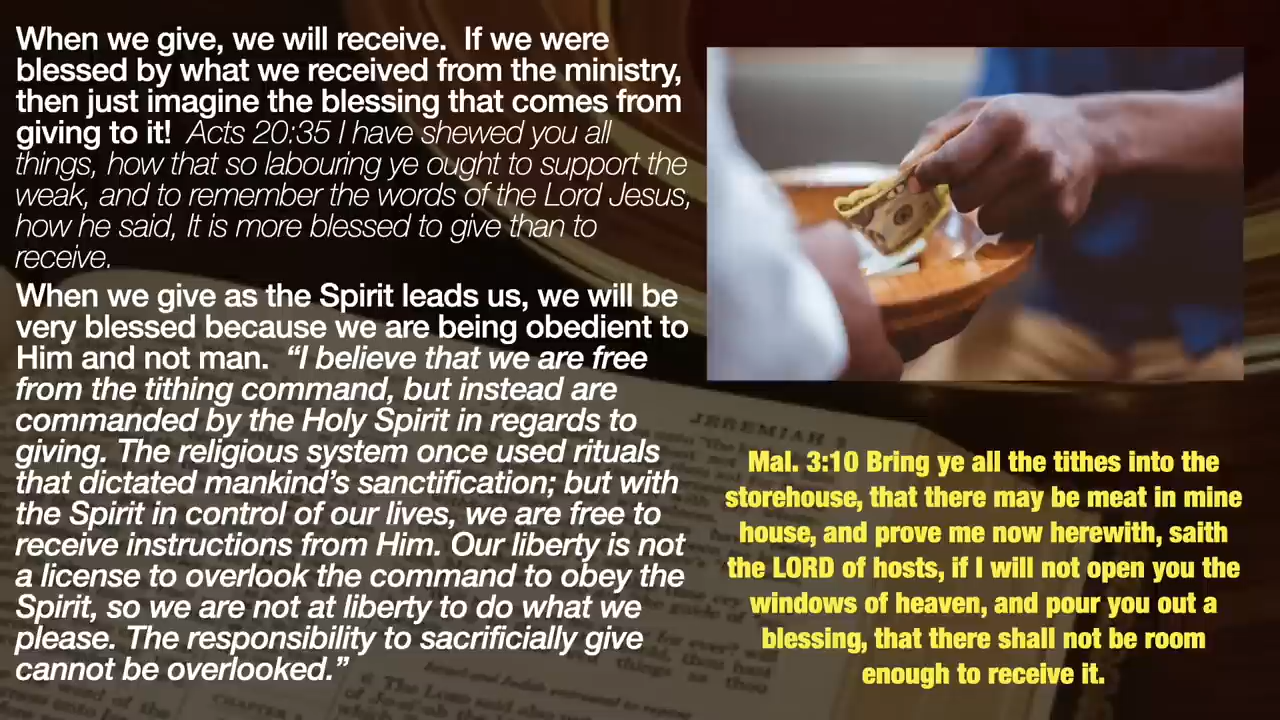 When we give, we will receive.  If we were
blessed by what we received from the ministry,
then just imagine the blessing that comes from
giving to it!  Acts 20:35 I have shewed you all
things, how that so labouring ye ought to support the
weak, and to remember the words of the Lord Jesus,
how he said, It is more blessed to give than to
receive.
When we give as the Spirit leads us, we will be
very blessed because we are being obedient to
Him and not man.  “I believe that we are free
from the tithing command, but instead are
commanded by the Holy Spirit in regards to
giving. The religious system once used rituals
that dictated mankind’s sanctification; but with
the Spirit in control of our lives, we are free to
receive instructions from Him. Our liberty is not
a license to overlook the command to obey the
Spirit, so we are not at liberty to do what we
please. The responsibility to sacrificially give
cannot be overlooked.”
JEREMIAH
Mal. 3:10 Bring ye all the tithes into the
storehouse, that there may be meat in mine
house, and prove me now herewith, saith
the LORD of hosts, if I will not open you the
windows of heaven, and pour you out a
blessing, that there shall not be room
enough to receive it.